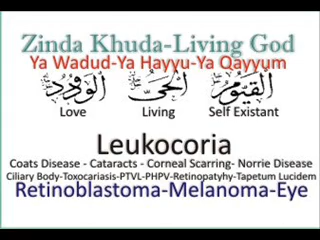 Zinda Khuda-Living God
Ya Wadud-Ya Hayyu-Ya Qayyum
الودود الحي القيوم
Love Living Self Existant
Leukocoria
Coats Disease - Cataracts - Corneal Scarring- Norrie Disease
Ciliary Body-Toxocariasis-PTVL-PHPV-Retinopatyhy-Tapetum Lucidem
Retinoblastoma-Melanoma-Eye